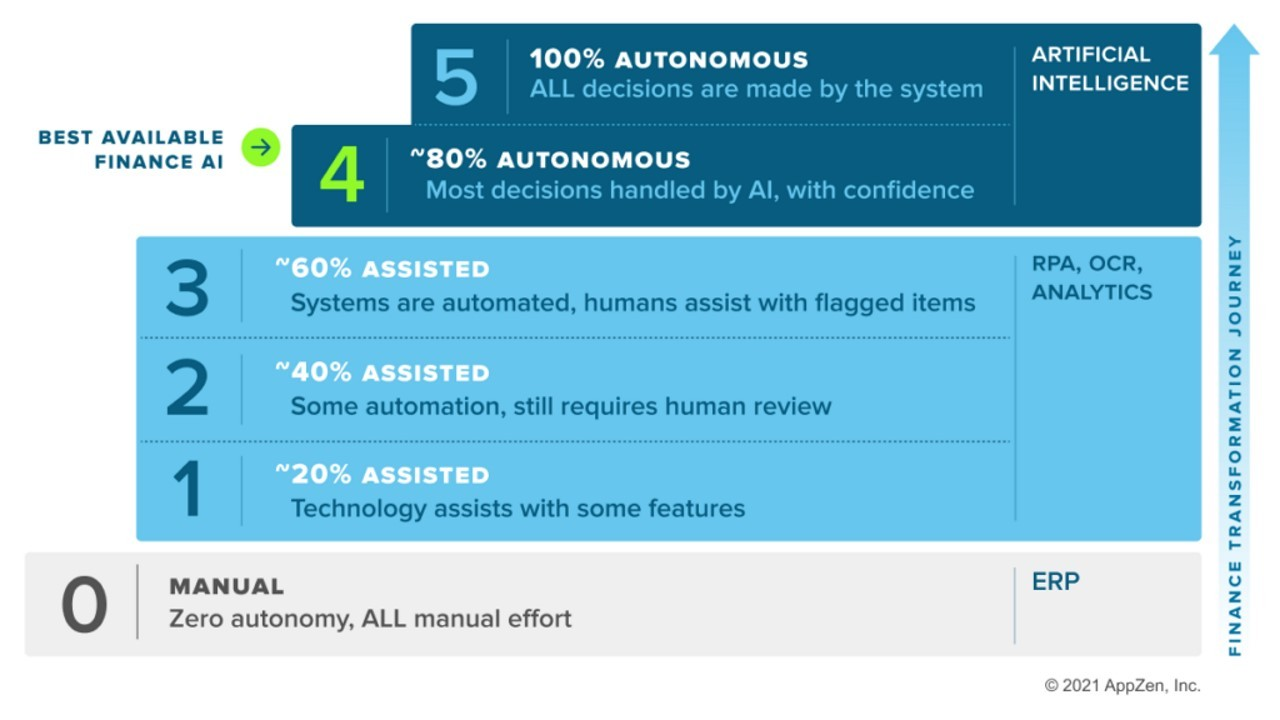 5
100% AUTONOMOUS
ALL decisions are made by the system
ARTIFICIAL
INTELLIGENCE
BEST AVAILABLE
FINANCE AI
4
~80% AUTONOMOUS
Most decisions handled by AI, with confidence
3
~60% ASSISTED
Systems are automated, humans assist with flagged items
RPA, OCR,
ANALYTICS
2
~40% ASSISTED
Some automation, still requires human review
1
~20% ASSISTED
Technology assists with some features
0
MANUAL
Zero autonomy, ALL manual effort
ERP
FINANCE TRANSFORMATION JOURNEY
© 2021 AppZen, Inc.